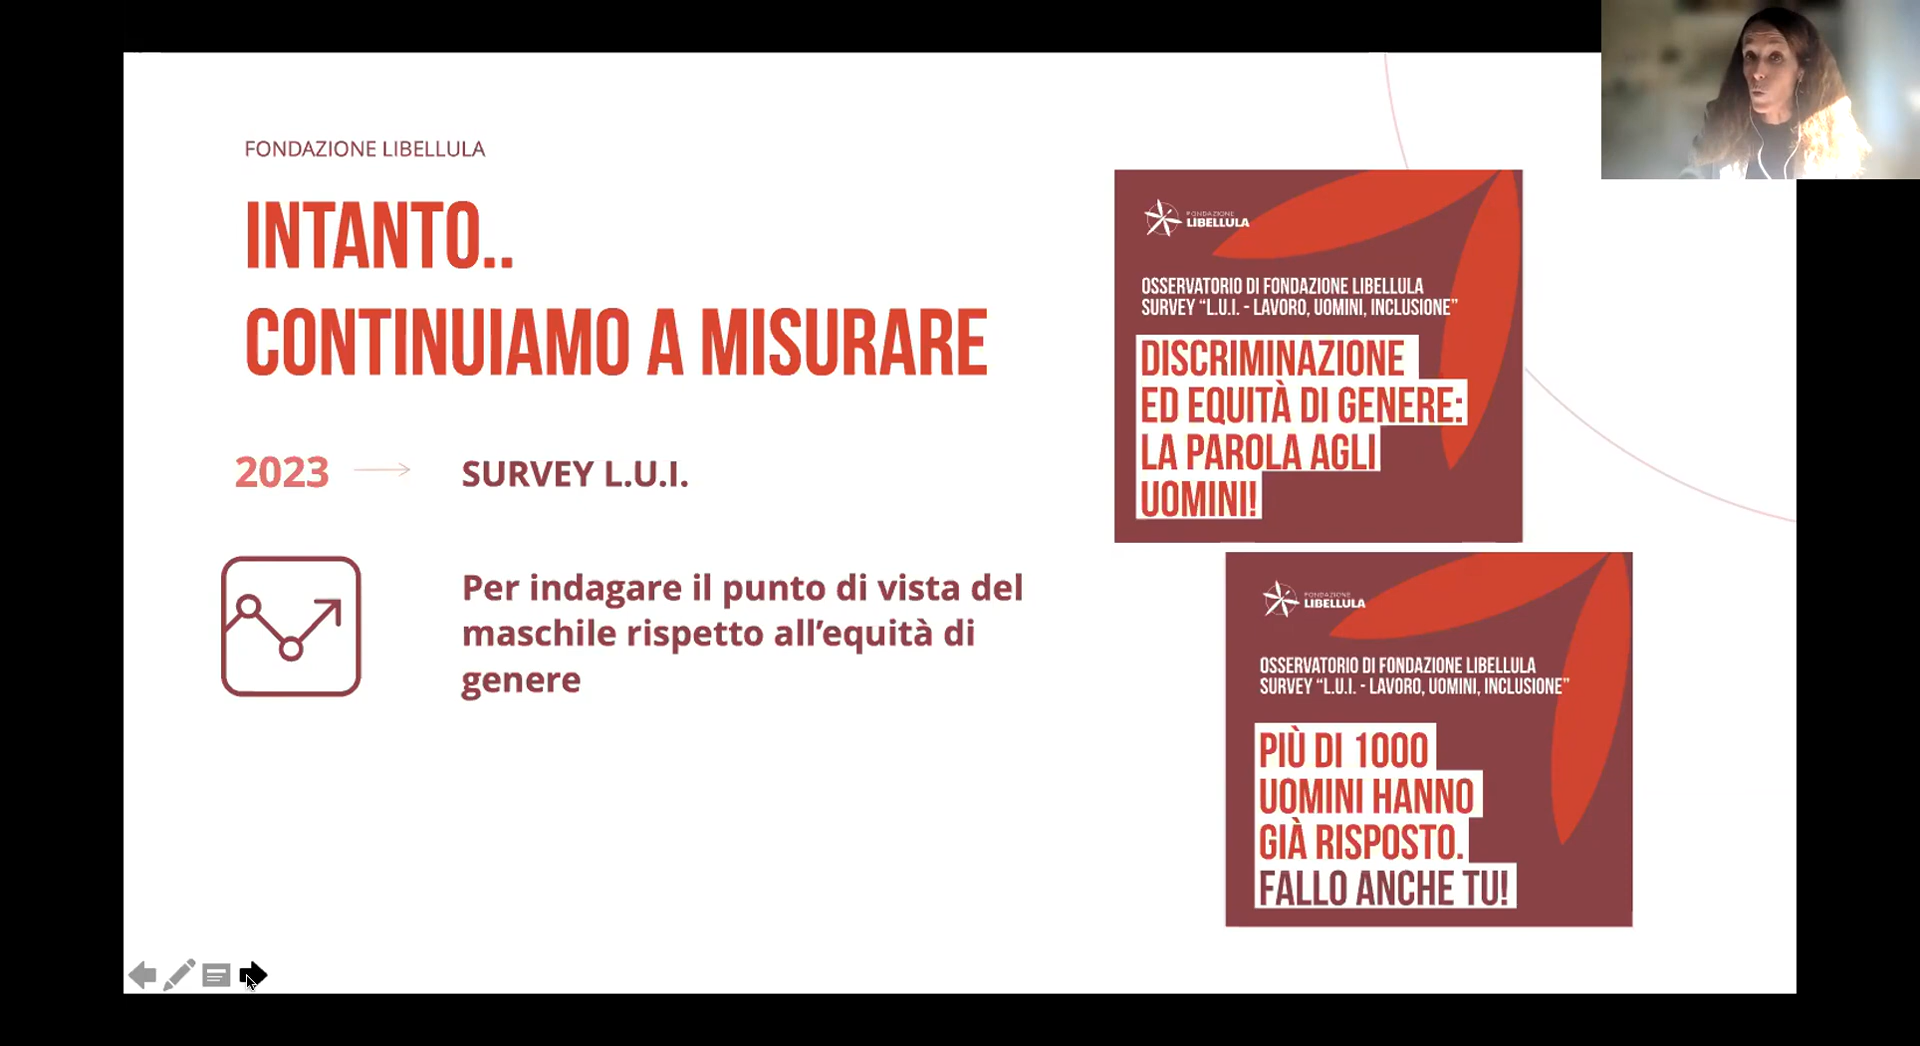 FONDAZIONE LIBELLULA
INTANTO..
CONTINUIAMO A MISURARE
2023
SURVEY L.U.I.
Per indagare il punto di vista del
maschile rispetto all’equità di
genere
FONDAZIONE
LIBELLULA
OSSERVATORIO DI FONDAZIONE LIBELLULA
SURVEY “L.U.I. - LAVORO, UOMINI, INCLUSIONE”
DISCRIMINAZIONE
ED EQUITÀ DI GENERE:
LA PAROLA AGLI
UOMINI!
FONDAZIONE
LIBELLULA
OSSERVATORIO DI FONDAZIONE LIBELLULA
SURVEY “L.U.I. - LAVORO, UOMINI, INCLUSIONE”
PIÙ DI 1000
UOMINI HANNO
GIÀ RISPOSTO.
FALLO ANCHE TU!